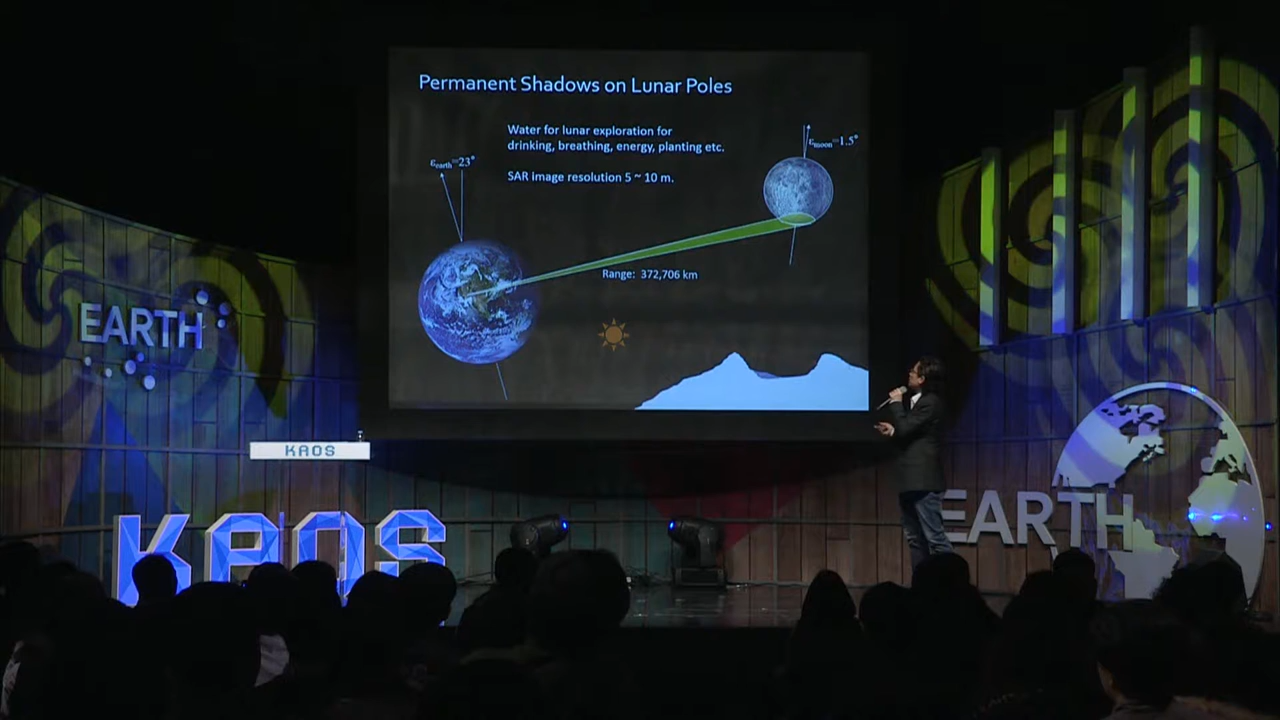 Permanent Shadows on Lunar Poles
Water for lunar exploration for
drinking, breathing, energy, planting etc.
SAR image resolution 5 ~ 10 m.
εearth=23°
εmoon=1.5°
Range: 372,706 km
EARTH
KAOS
KAOS
EARTH